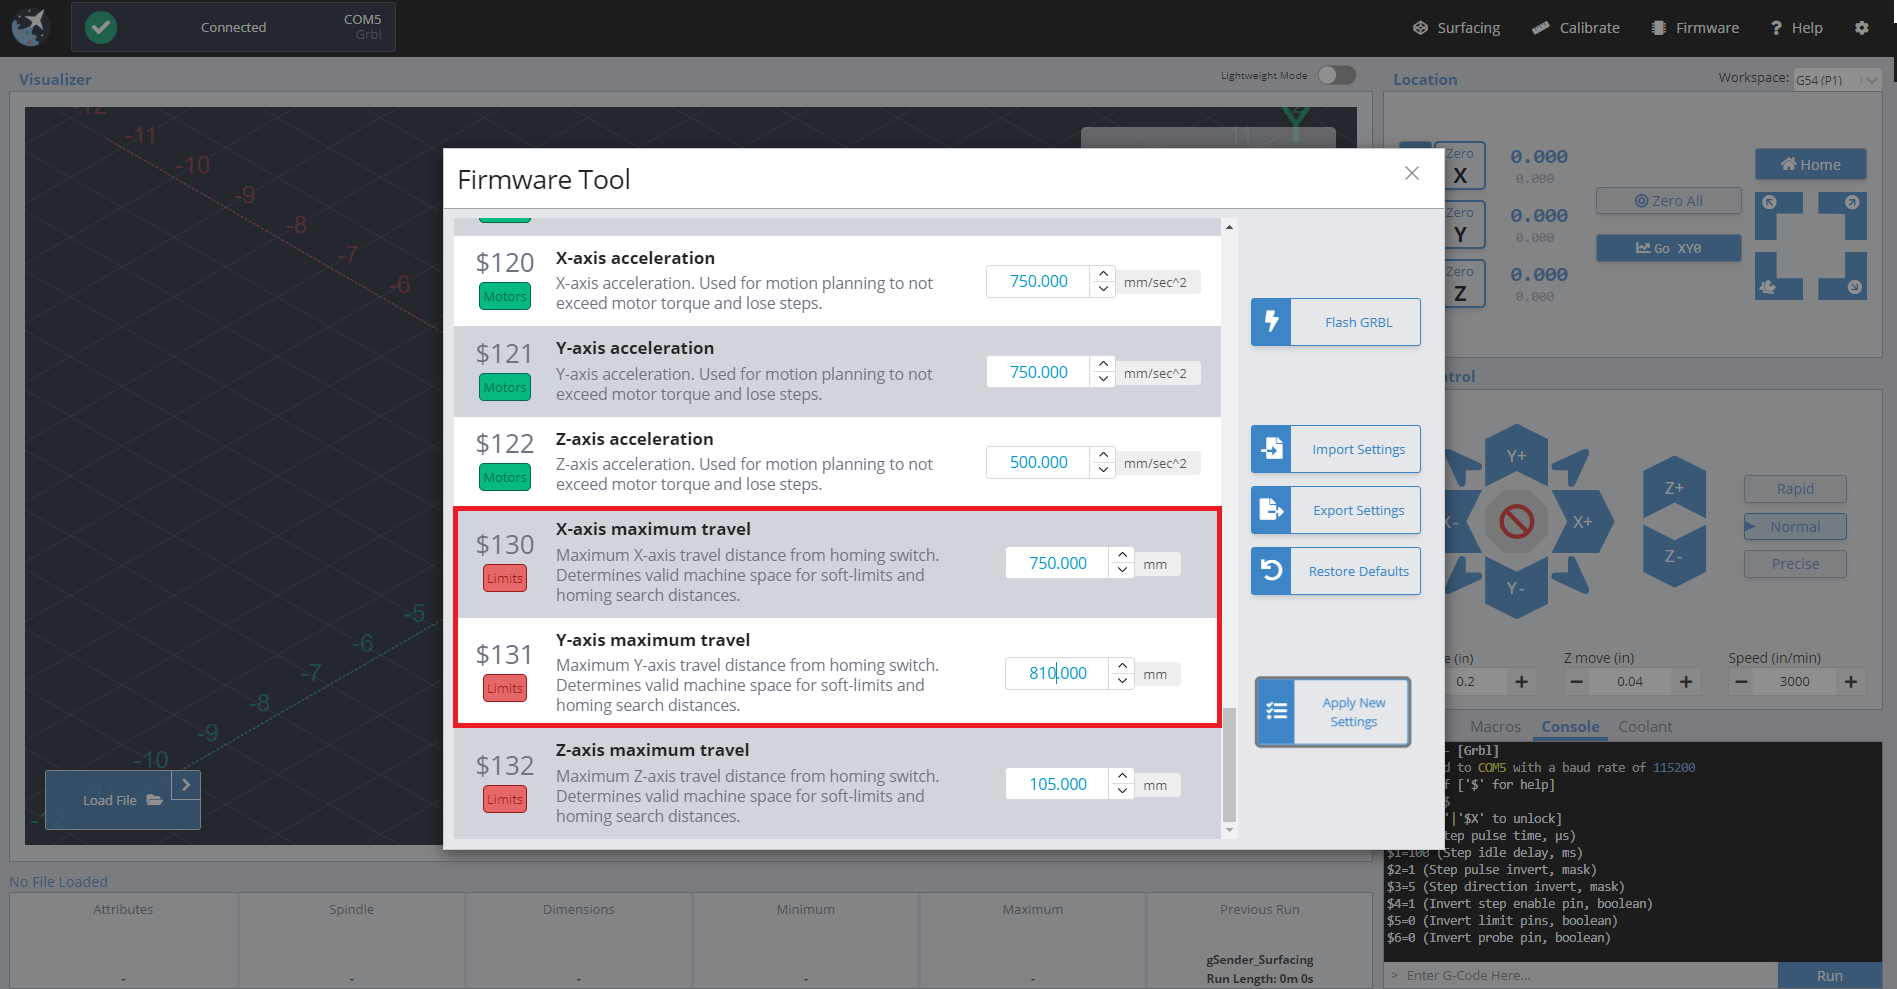 Connected
COM5
Grbl
Surfacing
Calibrate
Firmware
? Help
Visualizer
Lightweight Mode
Location
Workspace:
G54 (P1)
-12
-11
-10
-9
-8
-7
-6
-5
-6
-7
-8
-9
-10
11
Y
Load File
Firmware Tool
$120
Motors
X-axis acceleration
X-axis acceleration. Used for motion planning to not
exceed motor torque and lose steps.
750.000
mm/sec^2
$121
Motors
Y-axis acceleration
Y-axis acceleration. Used for motion planning to not
exceed motor torque and lose steps.
750.000
mm/sec^2
$122
Motors
Z-axis acceleration
Z-axis acceleration. Used for motion planning to not
exceed motor torque and lose steps.
500.000
mm/sec^2
$130
Limits
X-axis maximum travel
Maximum X-axis travel distance from homing switch.
Determines valid machine space for soft-limits and
homing search distances.
750.000
mm
$131
Limits
Y-axis maximum travel
Maximum Y-axis travel distance from homing switch.
Determines valid machine space for soft-limits and
homing search distances.
810.000
mm
$132
Limits
Z-axis maximum travel
Maximum Z-axis travel distance from homing switch.
Determines valid machine space for soft-limits and
homing search distances.
105.000
mm
Flash GRBL
Import Settings
Export Settings
Restore Defaults
Apply New
Settings
Zero
X
0.000
0.000
Zero
Y
0.000
0.000
Zero
Z
0.000
0.000
Zero All
Go XY0
Home
Y+
X-
X+
Y-
Z+
Z-
Rapid
Normal
Precise
e (in)
0.2
Z move (in)
0.04
Speed (in/min)
3000
Macros
Console
Coolant
- [Grbl]
d to COM5 with a baud rate of 115200
f ['$' for help]
$
'|'$X' to unlock]
tep pulse time, µs)
$1=100 (Step idle delay, ms)
$2=1 (Step pulse invert, mask)
$3=5 (Step direction invert, mask)
$4=1 (Invert step enable pin, boolean)
$5=0 (Invert limit pins, boolean)
$6=0 (Invert probe pin, boolean)
> Enter G-Code Here...
Run
No File Loaded
Attributes
-
Spindle
-
Dimensions
-
Minimum
-
Maximum
-
Previous Run
gSender_Surfacing
Run Length: 0m 0s